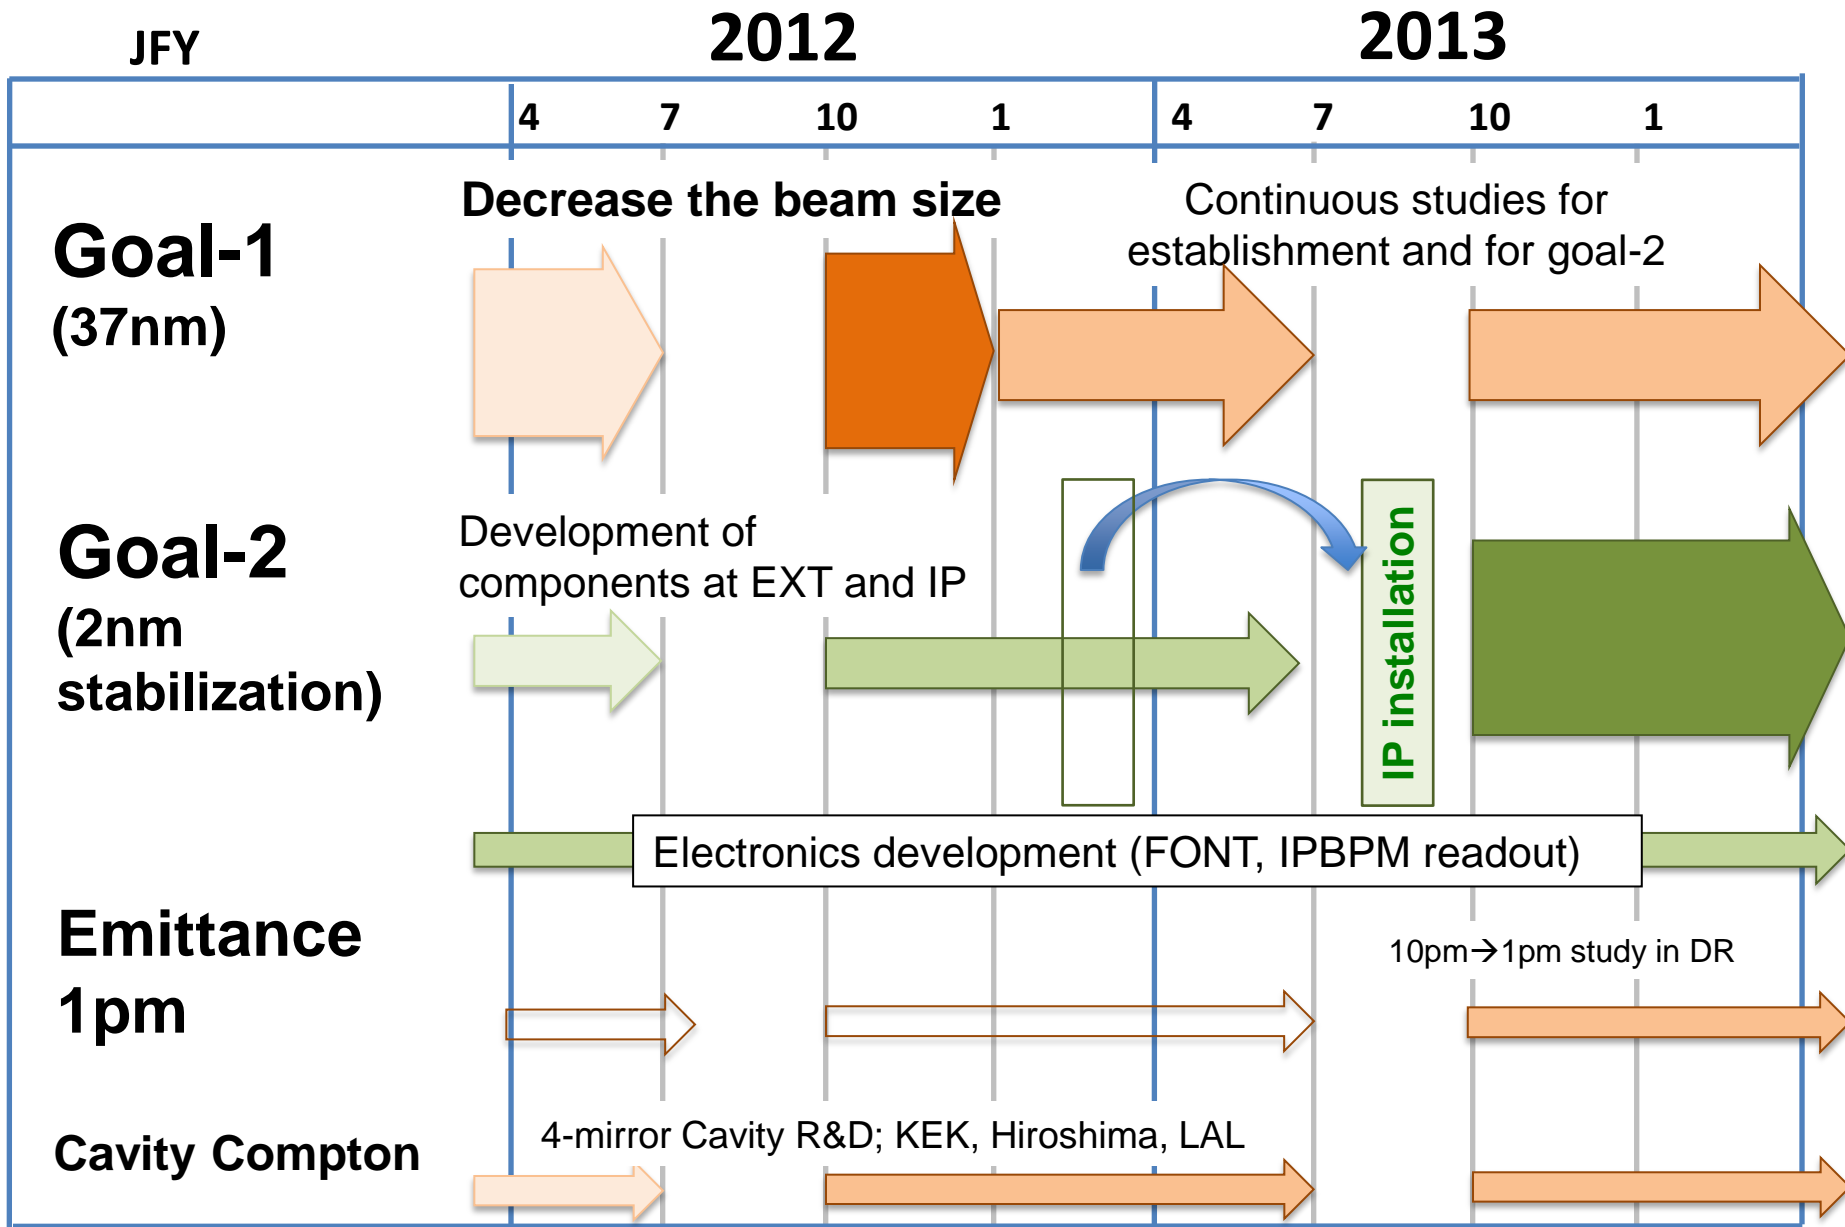 JFY
2012
2013
4
7
10
1
4
7
10
1
Goal-1
(37nm)
Decrease the beam size
Continuous studies for
establishment and for goal-2
Goal-2
(2nm
stabilization)
Development of
components at EXT and IP
IP installation
Electronics development (FONT, IPBPM readout)
Emittance
1pm
10pm→1pm study in DR
Cavity Compton
4-mirror Cavity R&D; KEK, Hiroshima, LAL